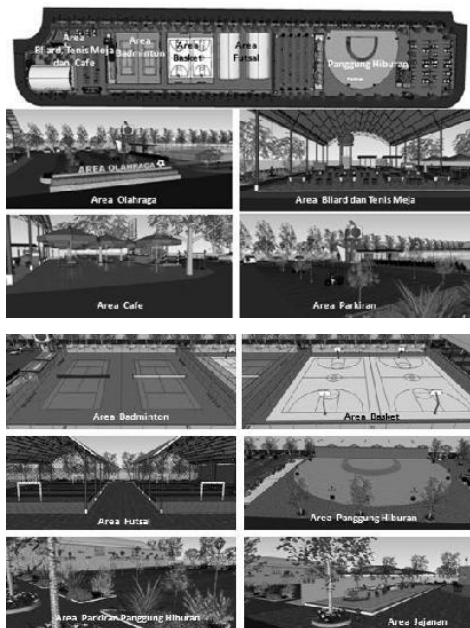 Area
Biliard, Tenis Meja
dan Cafe
Area
Badminton
Area
Basket
Area
Futsal
Panggung Hiburan
AREA OLAHRAGA
Area Olahraga
Area Biliard dan Tenis Meja
Area Cafe
Area Parkiran
Area Badminton
Area Basket
Area Futsal
Area Panggung Hiburan
Area Parkiran Panggung Hiburan
Area Jajanan